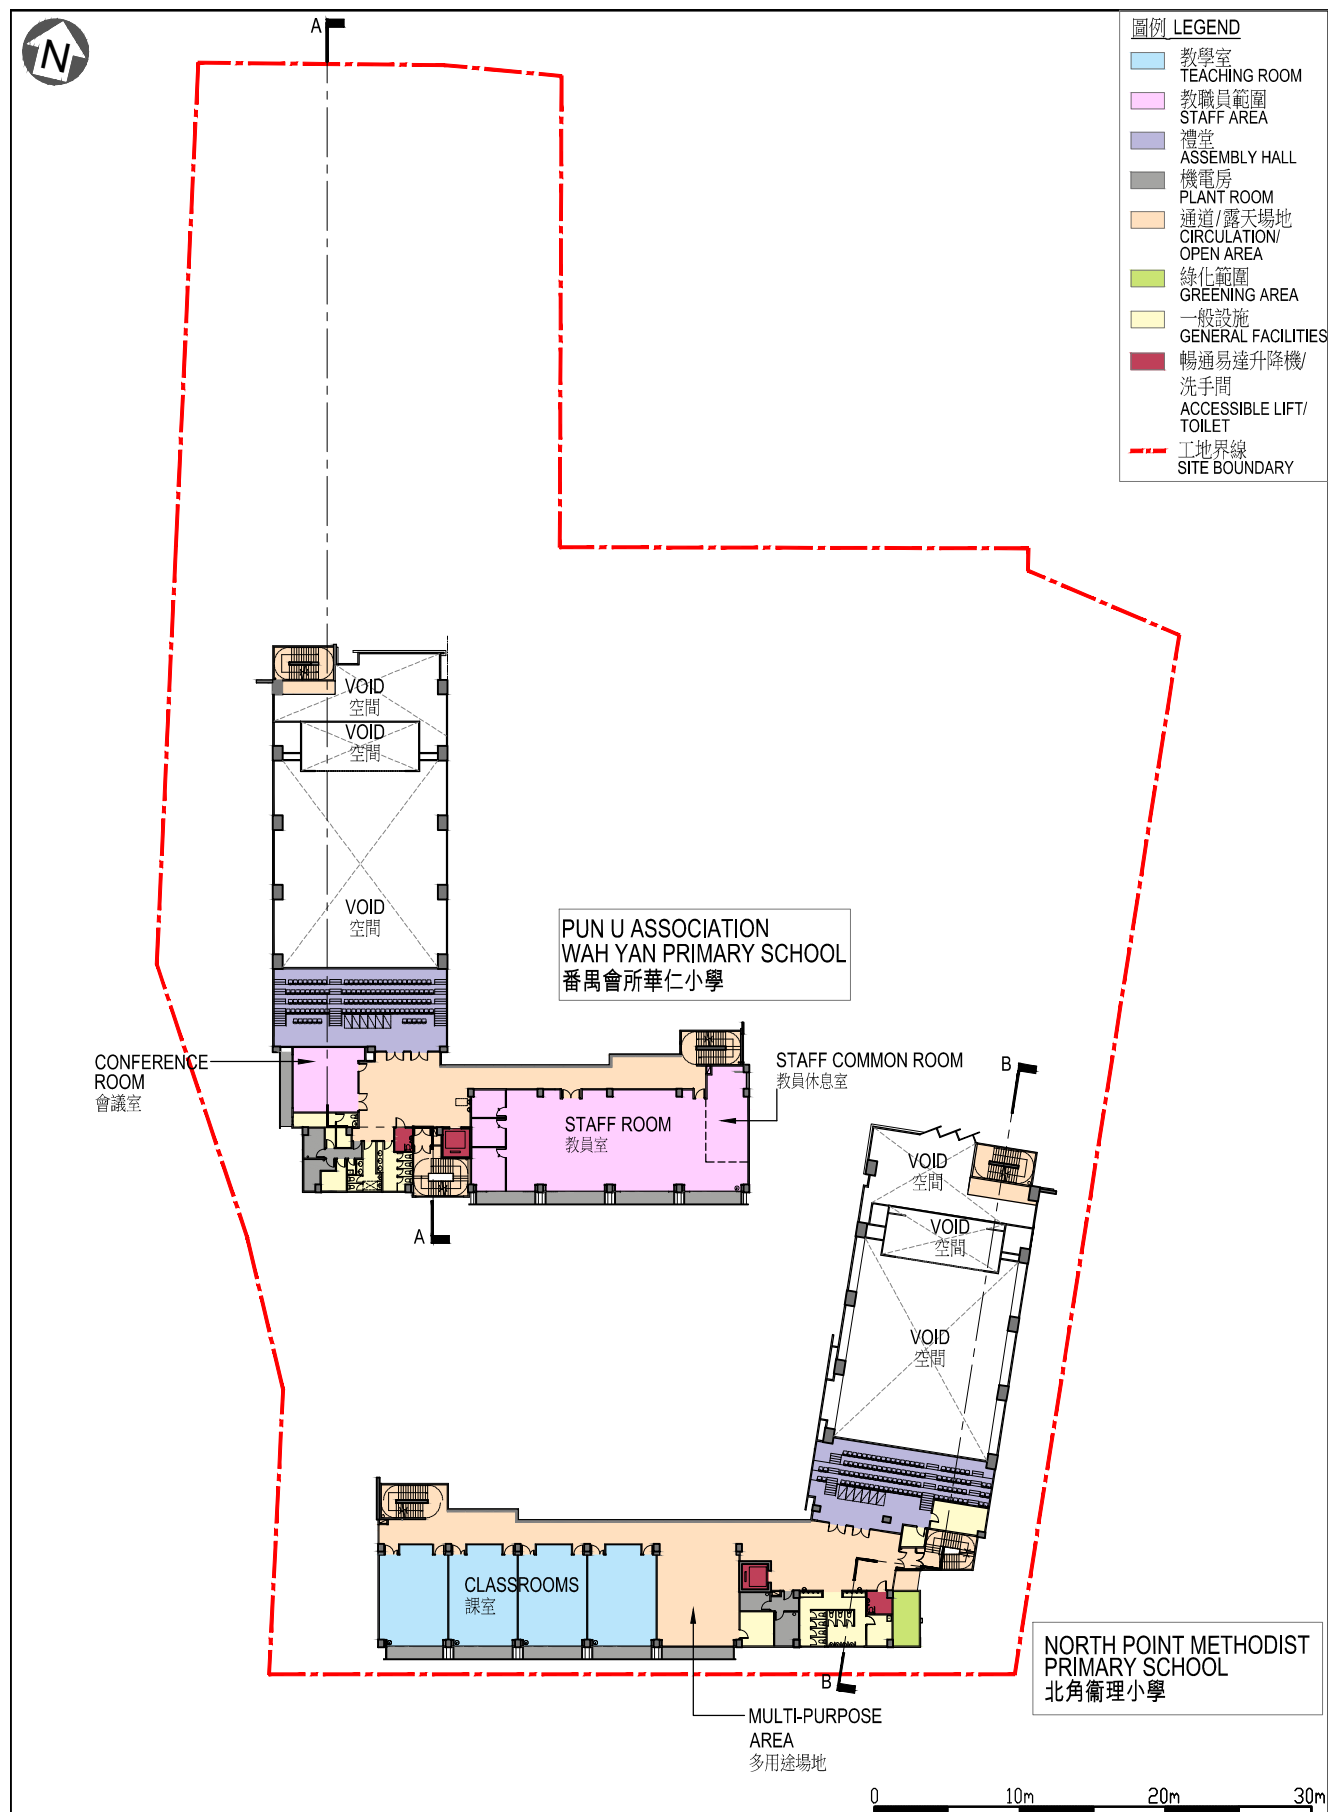 N
A
圖例 LEGEND
教學室
TEACHING ROOM
教職員範圍
STAFF AREA
禮堂
ASSEMBLY HALL
機電房
PLANT ROOM
通道/露天場地
CIRCULATION/
OPEN AREA
綠化範圍
GREENING AREA
一般設施
GENERAL FACILITIES
暢通易達升降機/
洗手間
ACCESSIBLE LIFT/
TOILET
工地界線
SITE BOUNDARY
VOID
空間
VOID
空間
VOID
空間
PUN U ASSOCIATION
WAH YAN PRIMARY SCHOOL
番禺會所華仁小學
CONFERENCE
ROOM
會議室
STAFF COMMON ROOM
教員休息室
STAFF ROOM
教員室
A
B
VOID
空間
VOID
空間
VOID
空間
CLASSROOMS
課室
B
NORTH POINT METHODIST
PRIMARY SCHOOL
北角衞理小學
MULTI-PURPOSE
AREA
多用途場地
0 10m 20m 30m